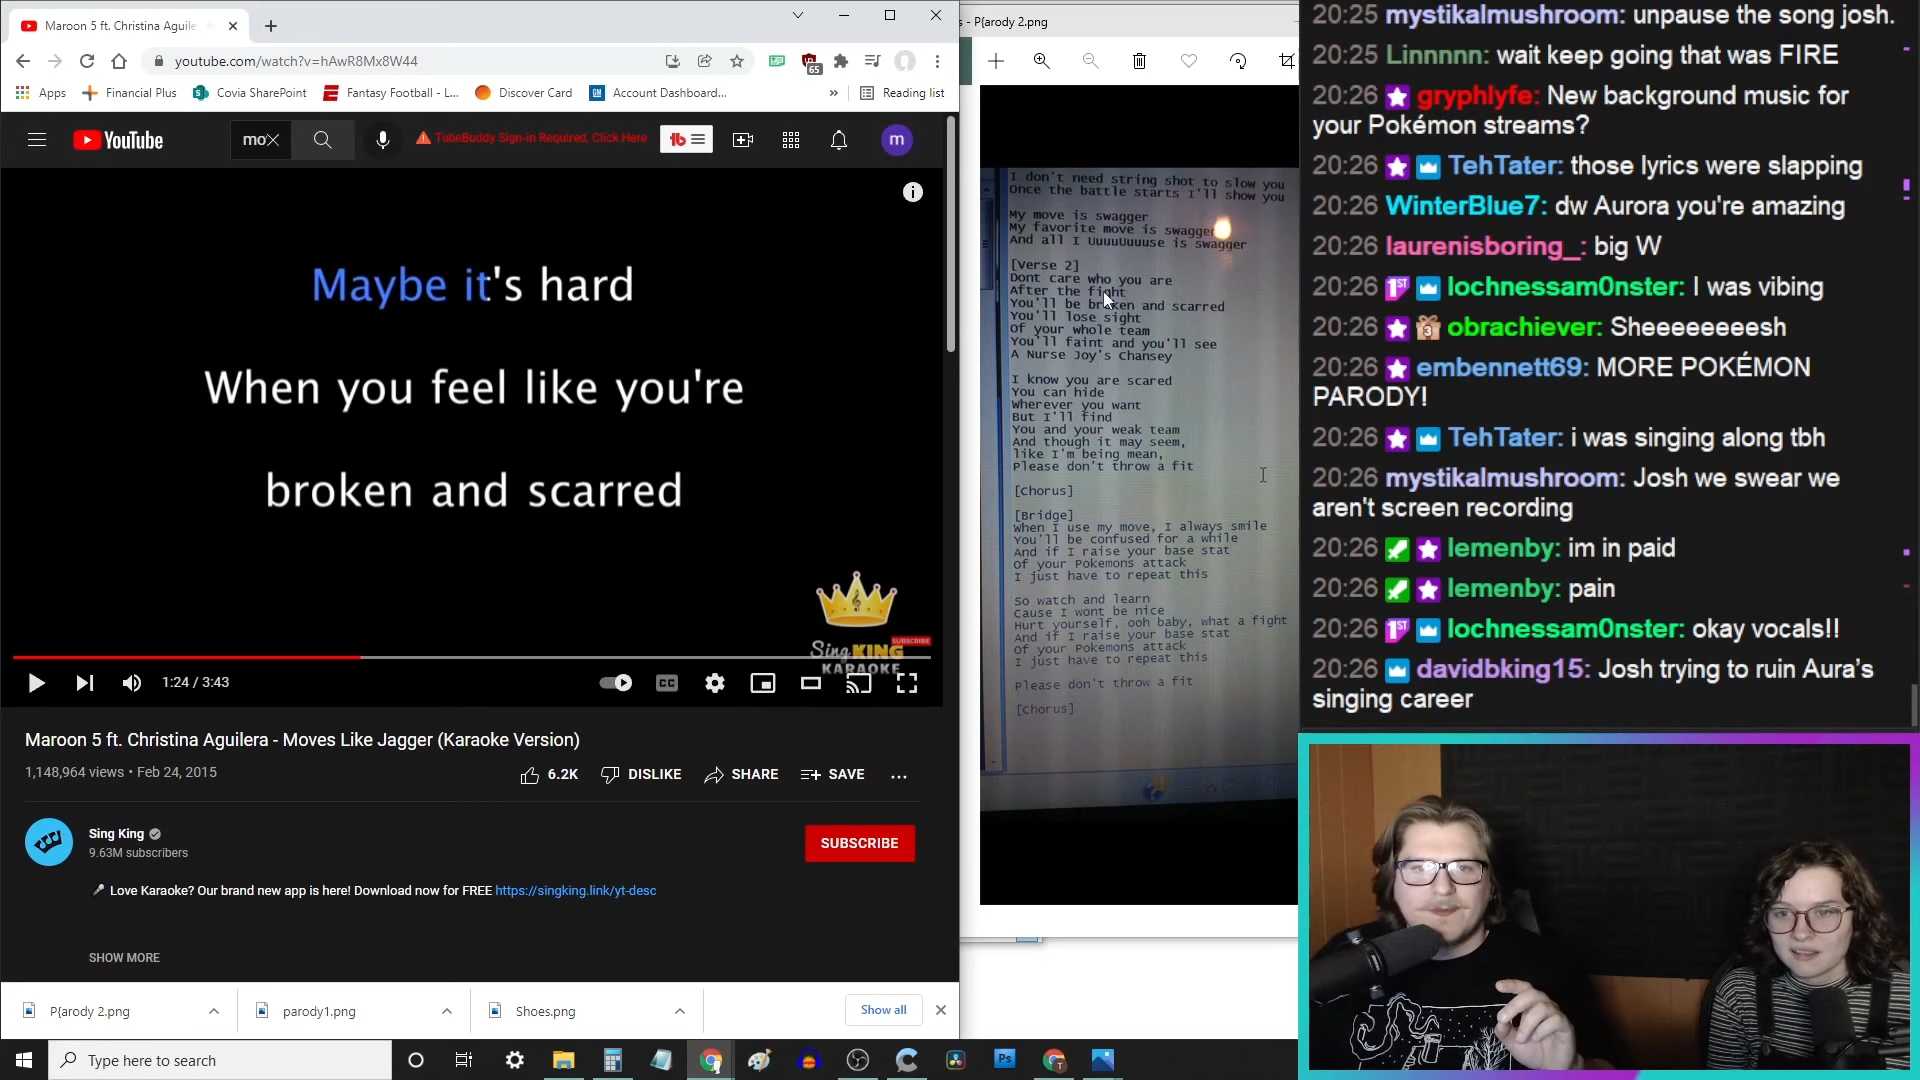 Maroon 5 ft. Christina Aguile
s - P{arody 2.png
youtube.com/watch?v=hAwR8Mx8W44
65
Apps
Financial Plus
Covia SharePoint
Fantasy Football - L...
Discover Card
Account Dashboard...
»
Reading list
YouTube
mo
TubeBuddy Sign-in Required, Click Here
tb
m
Maybe it's hard
When you feel like you're
broken and scarred
SUBSCRIBE
SingKING
KARAOKE
1:24 / 3:43
CC
Maroon 5 ft. Christina Aguilera - Moves Like Jagger (Karaoke Version)
1,148,964 views • Feb 24, 2015
6.2K
DISLIKE
SHARE
SAVE
...
Sing King
9.63M subscribers
SUBSCRIBE
Love Karaoke? Our brand new app is here! Download now for FREE https://singking.link/yt-desc
SHOW MORE
P{arody 2.png
parody1.png
Shoes.png
Show all
Type here to search
Ps
T
I don't need string shot to slow you
Once the battle starts I'll show you
My move is swagger
My favorite move is swagger
And all I UuuuUuuuse is swagger
[Verse 2]
Dont care who you are
After the fight
You'll be broken and scarred
You'll lose sight
Of your whole team
You'll faint and you'll see
A Nurse Joy's Chansey
I know you are scared
You can hide
Wherever you want
But I'll find
You and your weak team
And though it may seem,
like I'm being mean,
Please don't throw a fit
[Chorus]
[Bridge]
When I use my move, I always smile
You'll be confused for a while
And if I raise your base stat
Of your Pokemons attack
I just have to repeat this
So watch and learn
Cause I wont be nice
Hurt yourself, ooh baby, what a fight
And if I raise your base stat
Of your Pokemons attack
I just have to repeat this
Please don't throw a fit
[Chorus]
20:25 mystikalmushroom: unpause the song josh.
20:25 Linnnnn: wait keep going that was FIRE
20:26 gryphlyfe: New background music for
your Pokémon streams?
20:26 TehTater: those lyrics were slapping
20:26 WinterBlue7: dw Aurora you're amazing
20:26 laurenisboring_: big W
20:26 1ST lochnessam0nster: I was vibing
20:26 3 obrachiever: Sheeeeeeeesh
20:26 embennett69: MORE POKÉMON
PARODY!
20:26 TehTater: i was singing along tbh
20:26 mystikalmushroom: Josh we swear we
aren't screen recording
20:26 lemenby: im in paid
20:26 lemenby: pain
20:26 1ST lochnessam0nster: okay vocals!!
20:26 davidbking15: Josh trying to ruin Aura’s
singing career